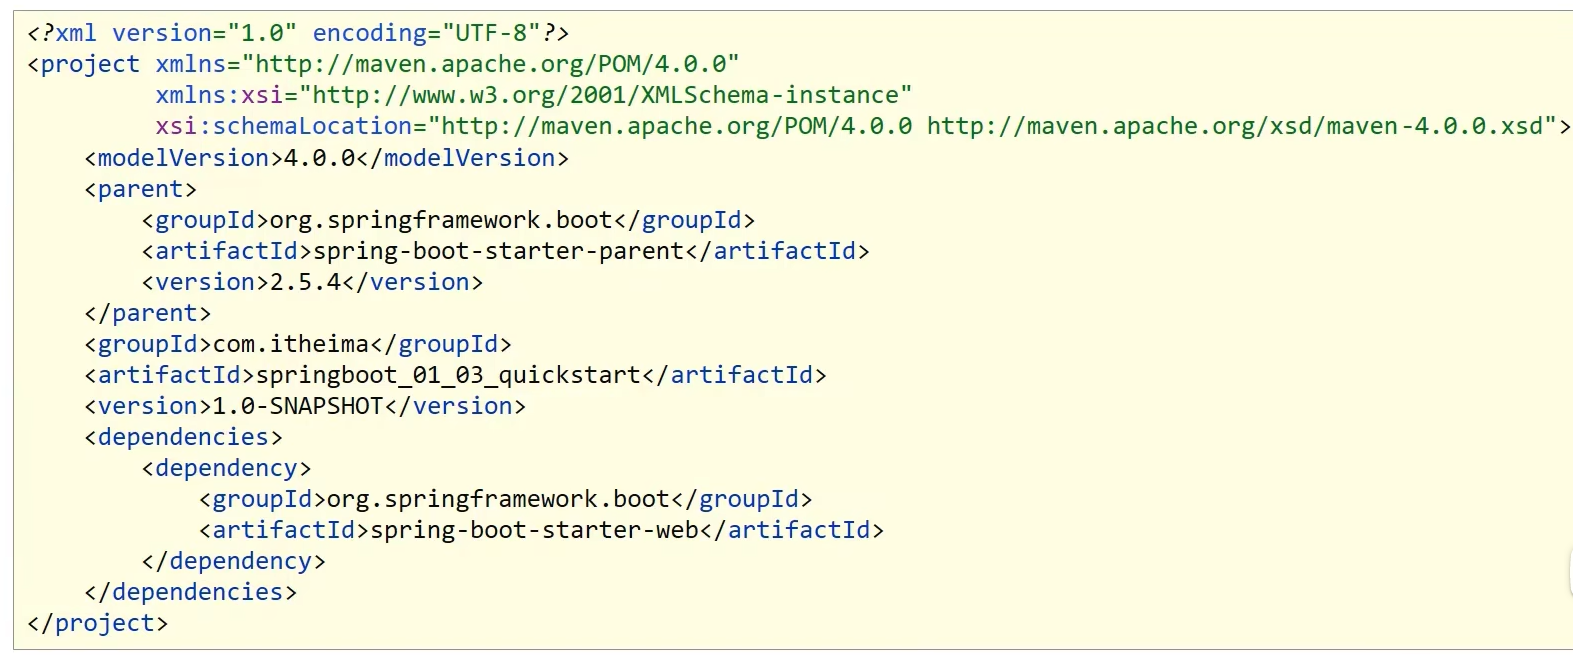 <?xml version="1.0" encoding="UTF-8"?>
<project xmlns="http://maven.apache.org/POM/4.0.0"
         xmlns:xsi="http://www.w3.org/2001/XMLSchema-instance"
         xsi:schemaLocation="http://maven.apache.org/POM/4.0.0 http://maven.apache.org/xsd/maven-4.0.0.xsd">
    <modelVersion>4.0.0</modelVersion>
    <parent>
        <groupId>org.springframework.boot</groupId>
        <artifactId>spring-boot-starter-parent</artifactId>
        <version>2.5.4</version>
    </parent>
    <groupId>com.itheima</groupId>
    <artifactId>springboot_01_03_quickstart</artifactId>
    <version>1.0-SNAPSHOT</version>
    <dependencies>
        <dependency>
            <groupId>org.springframework.boot</groupId>
            <artifactId>spring-boot-starter-web</artifactId>
        </dependency>
    </dependencies>
</project>